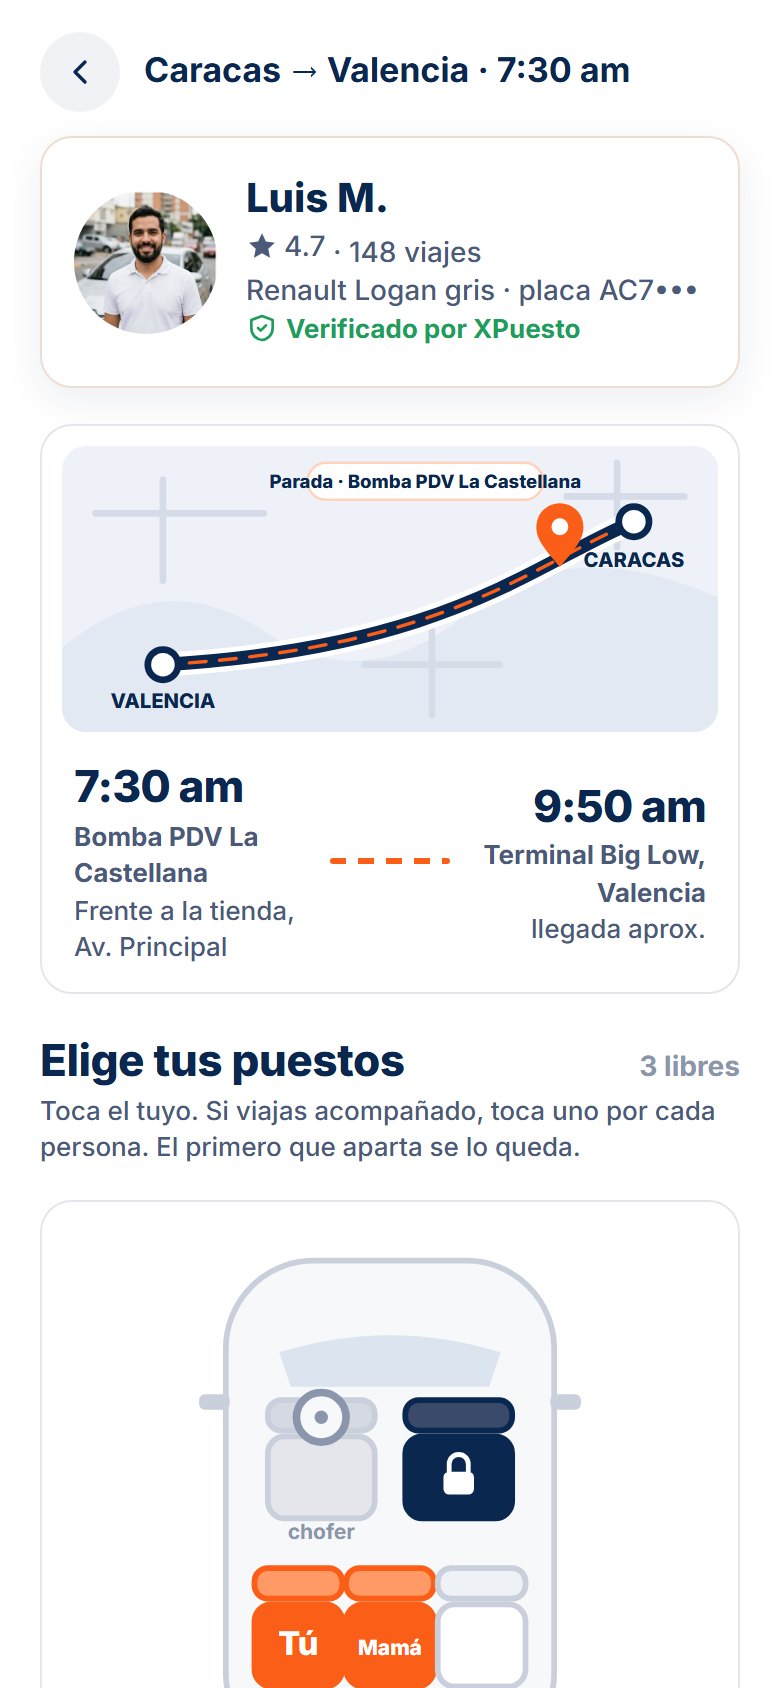 Caracas → Valencia · 7:30 am
Luis M.
4.7 · 148 viajes
Renault Logan gris · placa AC7•••
Verificado por XPuesto
Parada · Bomba PDV La Castellana
CARACAS
VALENCIA
7:30 am
Bomba PDV La
Castellana
Frente a la tienda,
Av. Principal
9:50 am
Terminal Big Low,
Valencia
llegada aprox.
Elige tus puestos
3 libres
Toca el tuyo. Si viajas acompañado, toca uno por cada
persona. El primero que aparta se lo queda.
chofer
Tú
Mamá